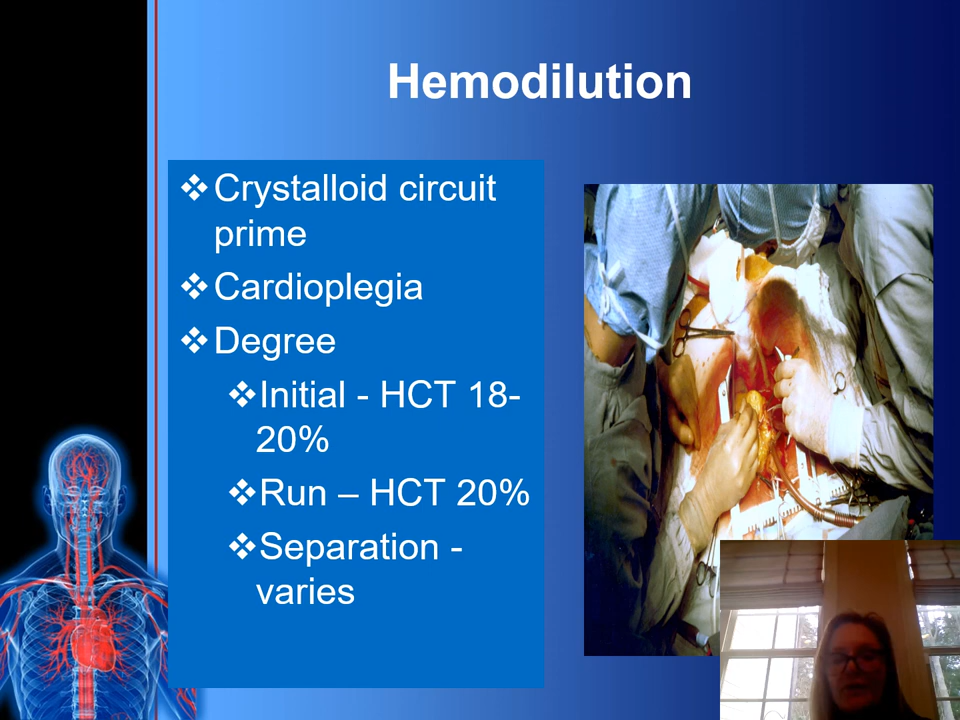 Hemodilution
❖ Crystalloid circuit
prime
❖ Cardioplegia
❖ Degree
❖ Initial - HCT 18-
20%
❖ Run – HCT 20%
❖ Separation -
varies